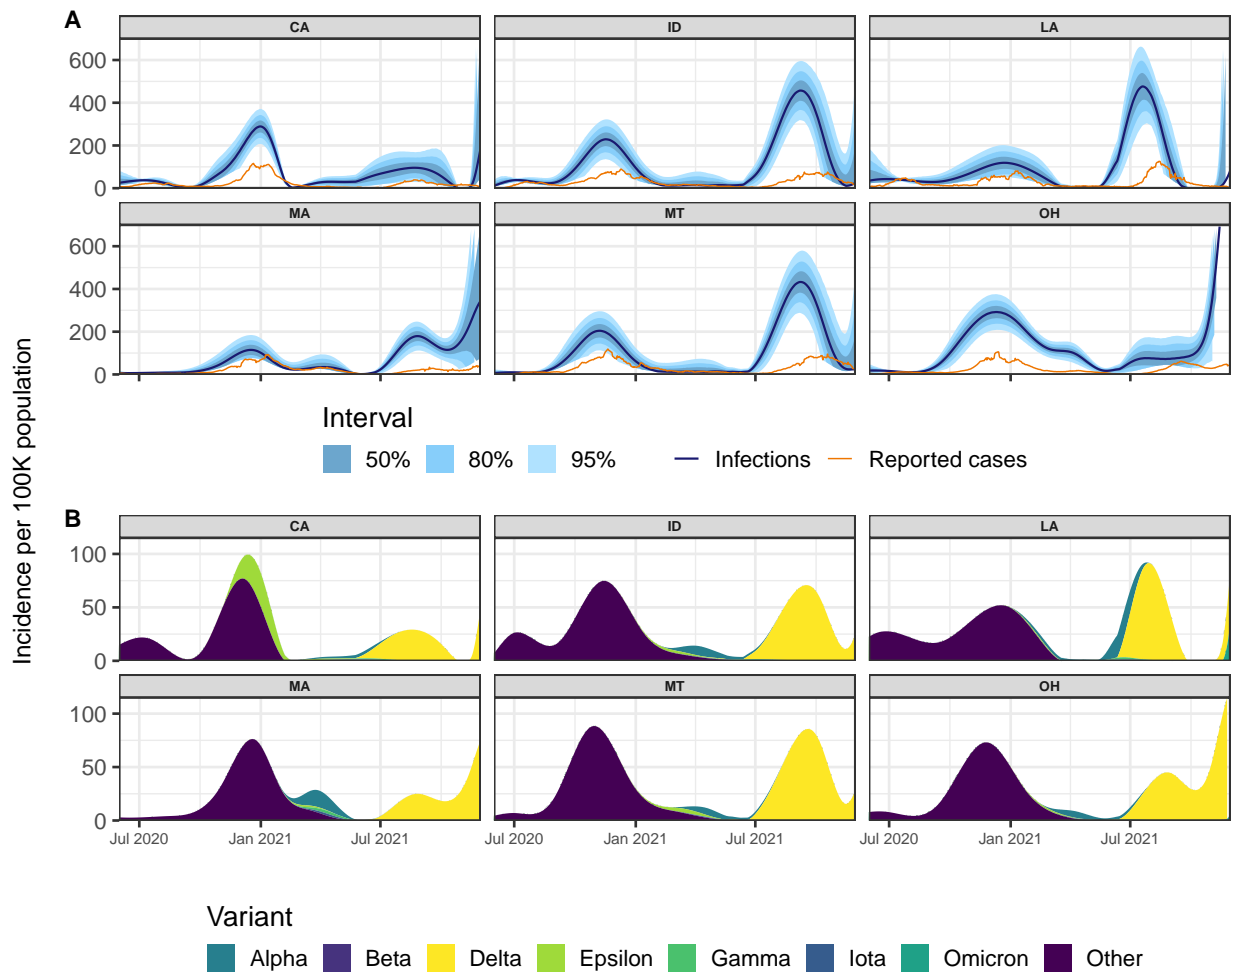 A
CA ID LA
600
400
200
0
MA MT OH
600
400
200
0
Incidence per 100K population
Interval
50% 80% 95% Infections Reported cases
B
CA ID LA
100
50
0
MA MT OH
100
50
0
Jul 2020 Jan 2021 Jul 2021 Jul 2020 Jan 2021 Jul 2021 Jul 2020 Jan 2021 Jul 2021
Variant
Alpha Beta Delta Epsilon Gamma Iota Omicron Other